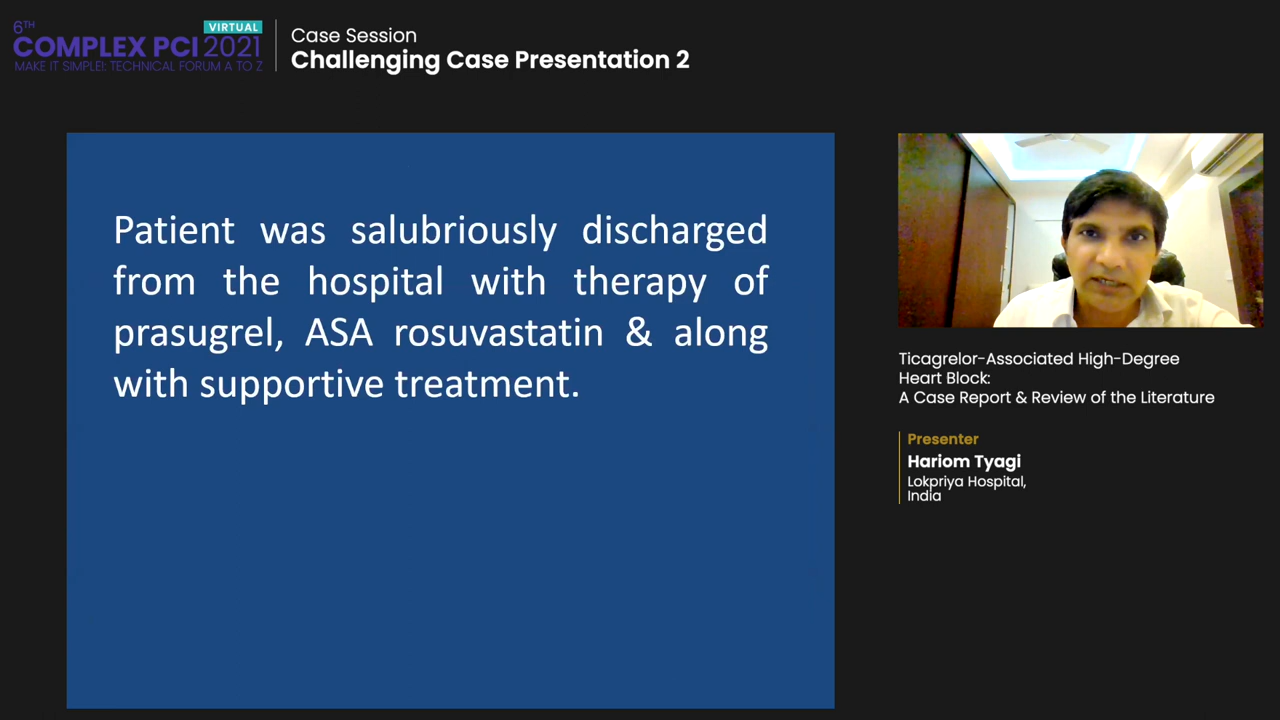 6TH
VIRTUAL
COMPLEX PCI 2021
MAKE IT SIMPLE!: TECHNICAL FORUM A TO Z
Case Session
Challenging Case Presentation 2
Patient was salubriously discharged
from the hospital with therapy of
prasugrel, ASA rosuvastatin & along
with supportive treatment.
Ticagrelor-Associated High-Degree
Heart Block:
A Case Report & Review of the Literature
Presenter
Hariom Tyagi
Lokpriya Hospital,
India